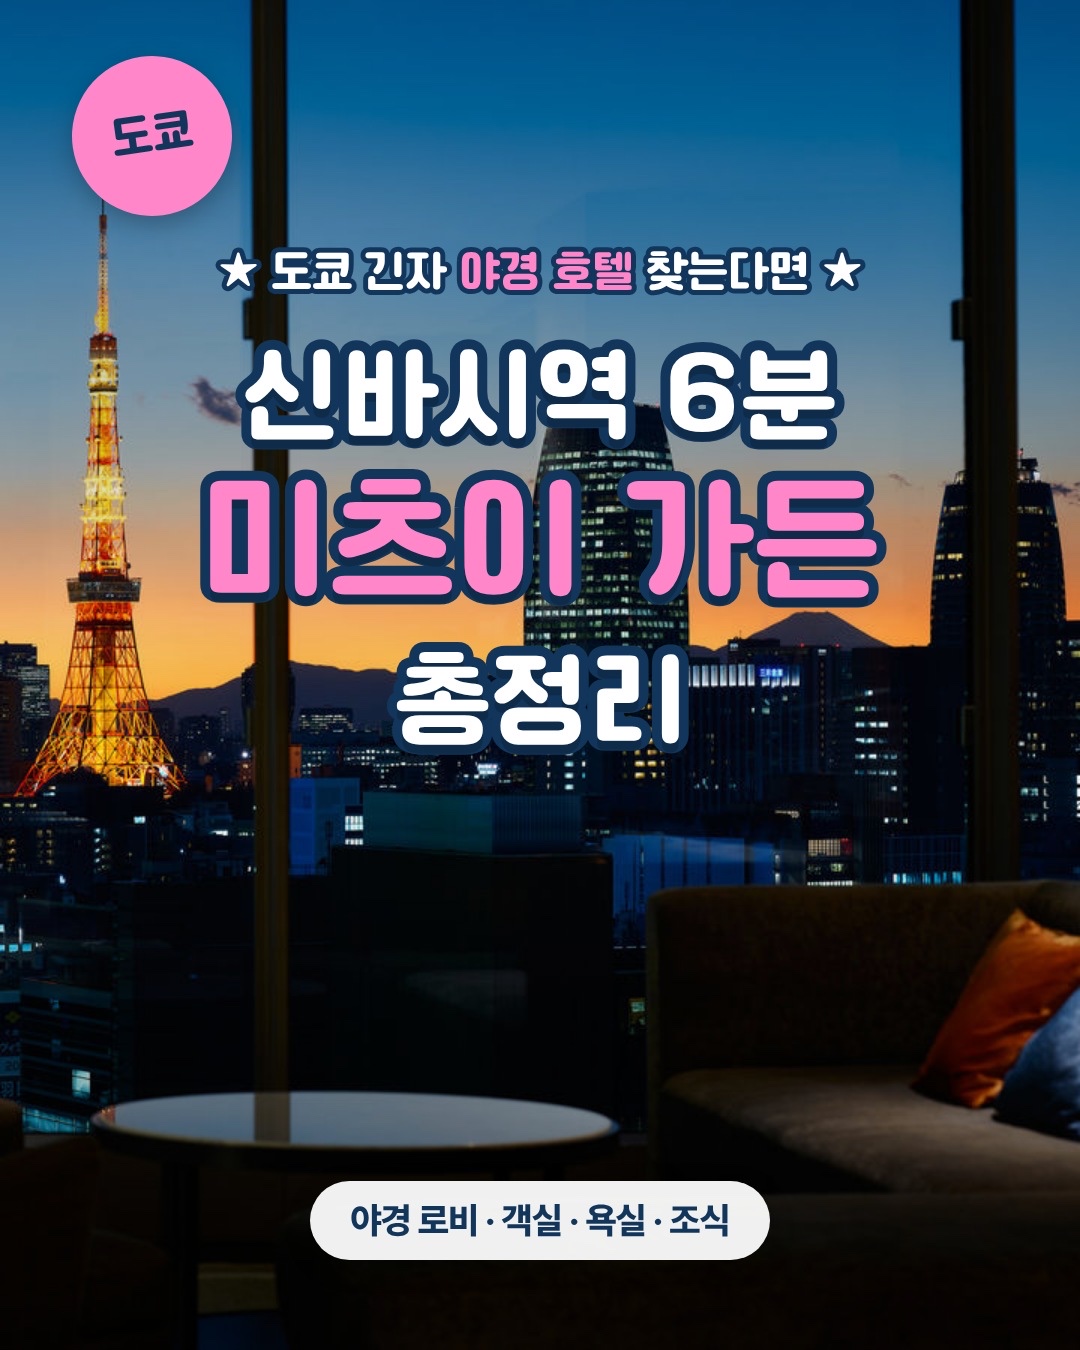 도쿄
★ 도쿄 긴자 야경 호텔 찾는다면 ★
신바시역 6분
미츠이 가든
총정리
야경 로비 · 객실 · 욕실 · 조식